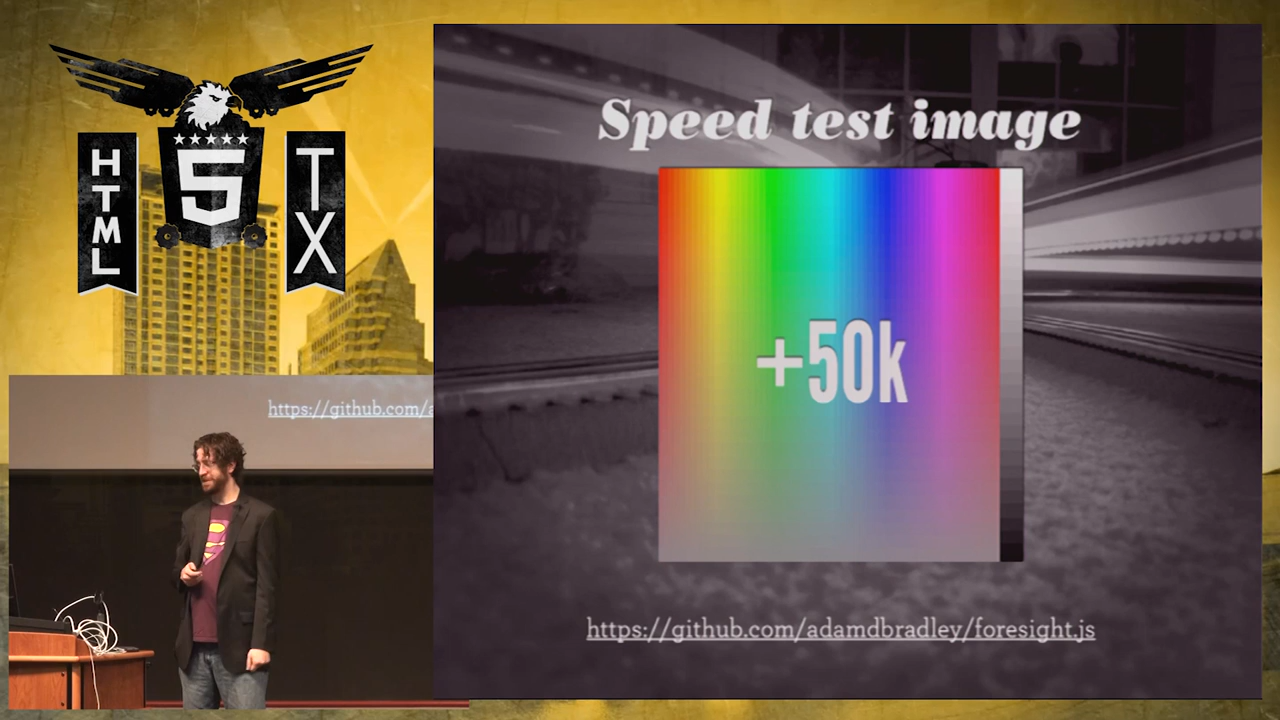 HTML
5
TX
Speed test image
+50k
https://github.com/adamdbradley/foresight.js
https://github.com/a